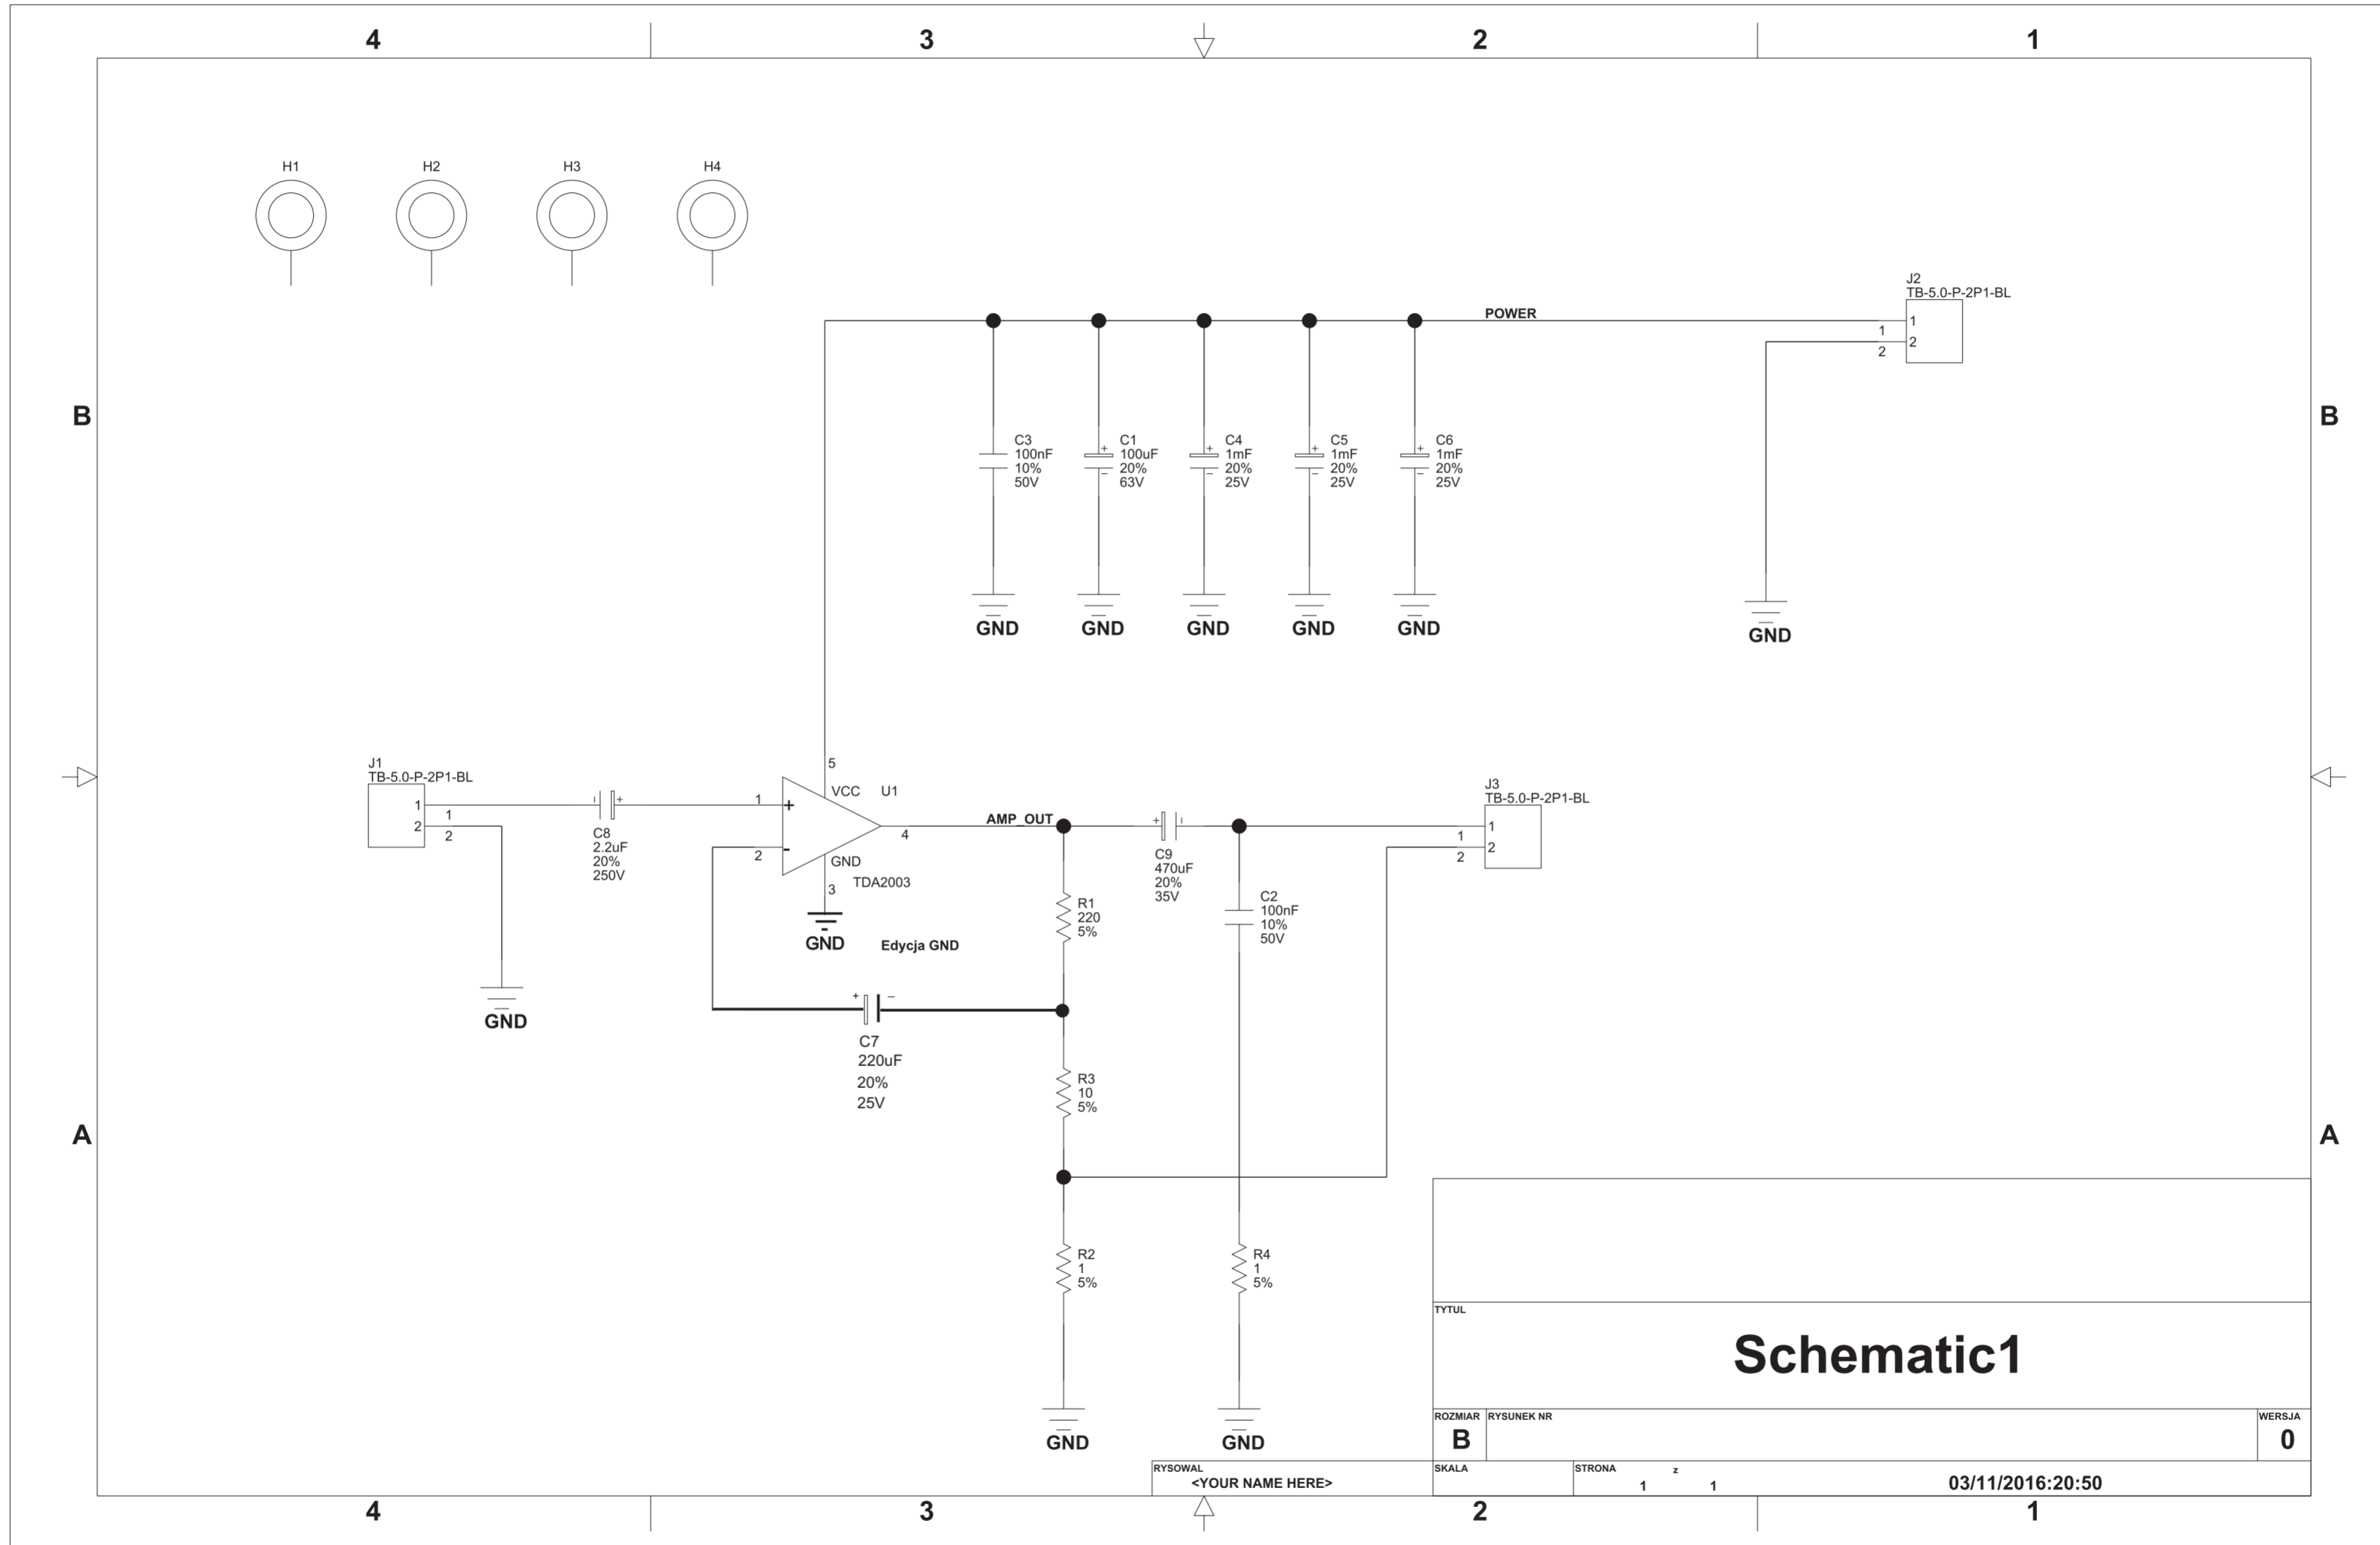 4 3 2 1
H1 H2 H3 H4
J2
TB-5.0-P-2P1-BL
POWER
1
1
2
2
B B
C3
100nF
10%
50V
C1
+
100uF
20%
–
63V
C4
+
1mF
20%
–
25V
C5
+
1mF
20%
–
25V
C6
+
1mF
20%
–
25V
GND GND GND GND GND
GND
J1
TB-5.0-P-2P1-BL
1
1
2
2
– +
C8
2.2uF
20%
250V
GND
5
VCC U1
1 +
2 -
4
GND
3 TDA2003
GND Edycja GND
AMP_OUT
+ –
C9
470uF
20%
35V
J3
TB-5.0-P-2P1-BL
1
1
2
2
R1
220
5%
C2
100nF
10%
50V
+ –
C7
220uF
20%
25V
R3
10
5%
A A
R2
1
5%
R4
1
5%
GND GND
TYTUL
Schematic1
ROZMIAR RYSUNEK NR WERSJA
B 0
RYSOWAL
<YOUR NAME HERE>
SKALA STRONA z
1 1 03/11/2016:20:50
4 3 2 1